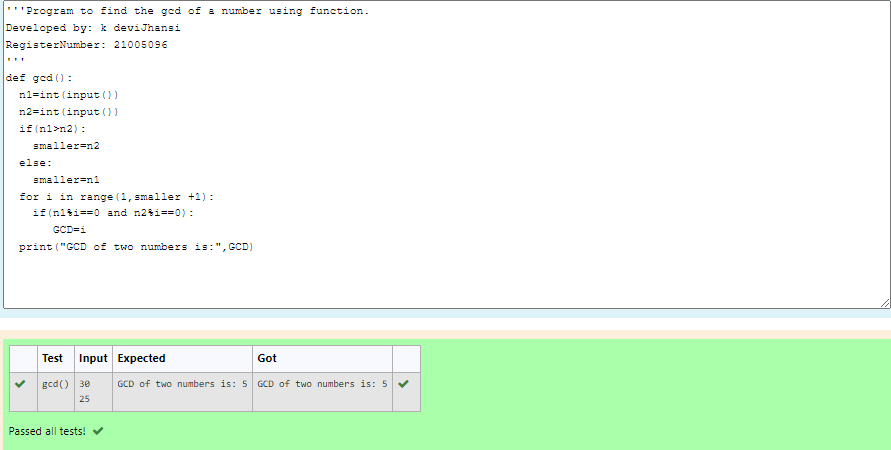 '''Program to find the gcd of a number using function.
Developed by: k deviJhansi
RegisterNumber: 21005096
'''
def gcd():
  n1=int(input())
  n2=int(input())
  if(n1>n2):
    smaller=n2
  else:
    smaller=n1
  for i in range(1,smaller +1):
    if(n1%i==0 and n2%i==0):
       GCD=i
  print("GCD of two numbers is:",GCD)
Test Input Expected Got
gcd() 30 GCD of two numbers is: 5 GCD of two numbers is: 5
25
Passed all tests!